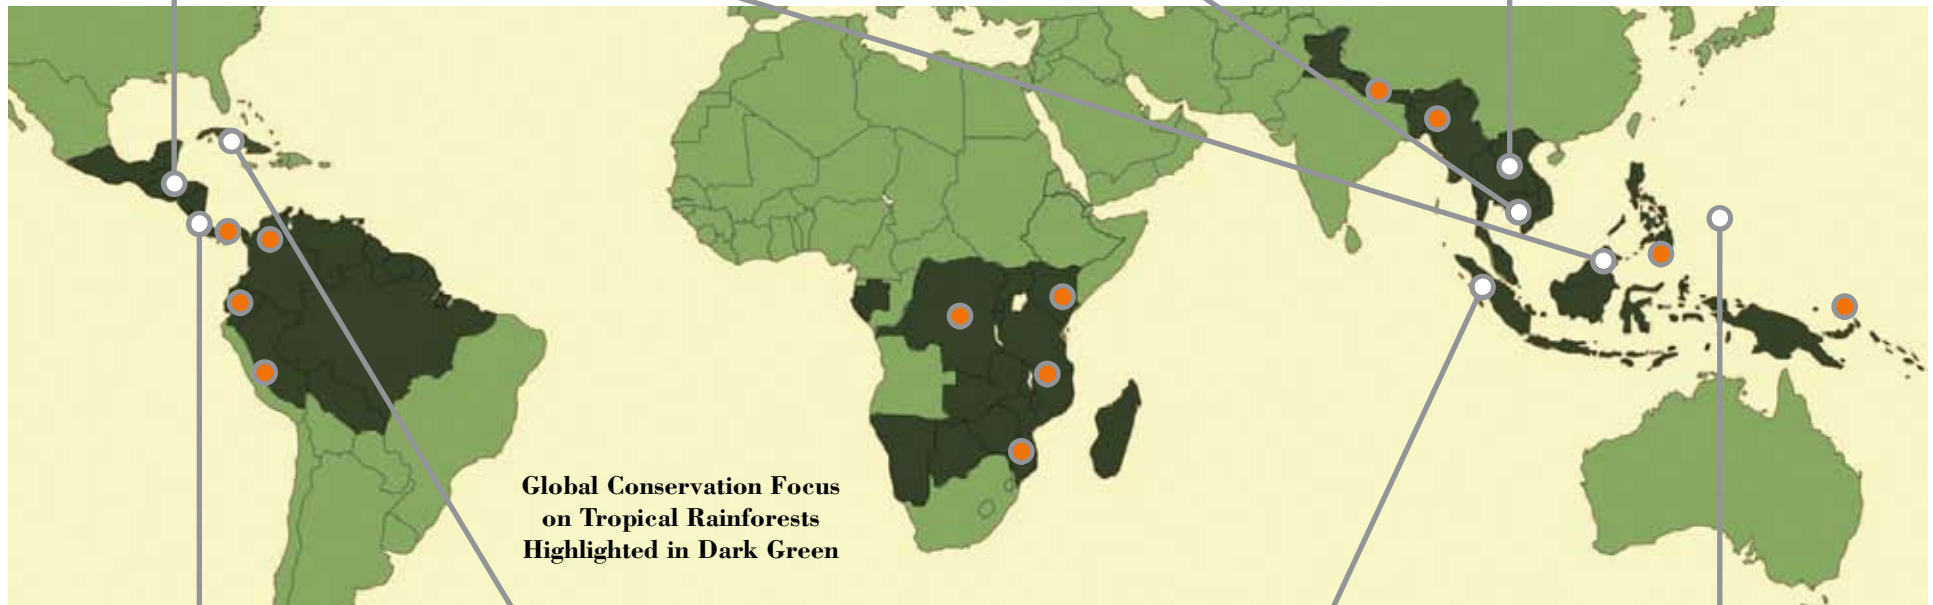 Global Conservation Focus
on Tropical Rainforests
Highlighted in Dark Green